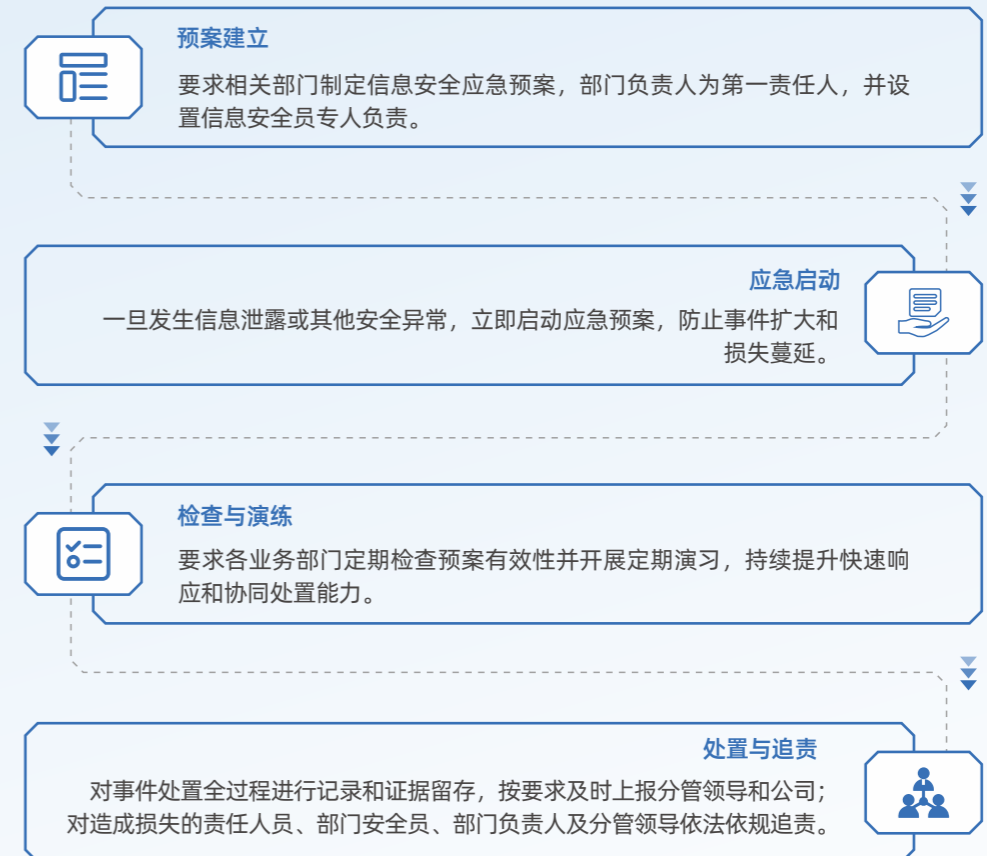 预案建立
要求相关部门制定信息安全应急预案，部门负责人为第一责任人，并设
置信息安全员专人负责。
应急启动
一旦发生信息泄露或其他安全异常，立即启动应急预案，防止事件扩大和
损失蔓延。
检查与演练
要求各业务部门定期检查预案有效性并开展定期演习，持续提升快速响
应和协同处置能力。
处置与追责
对事件处置全过程进行记录和证据留存，按要求及时上报分管领导和公司；
对造成损失的责任人员、部门安全员、部门负责人及分管领导依法依规追责。